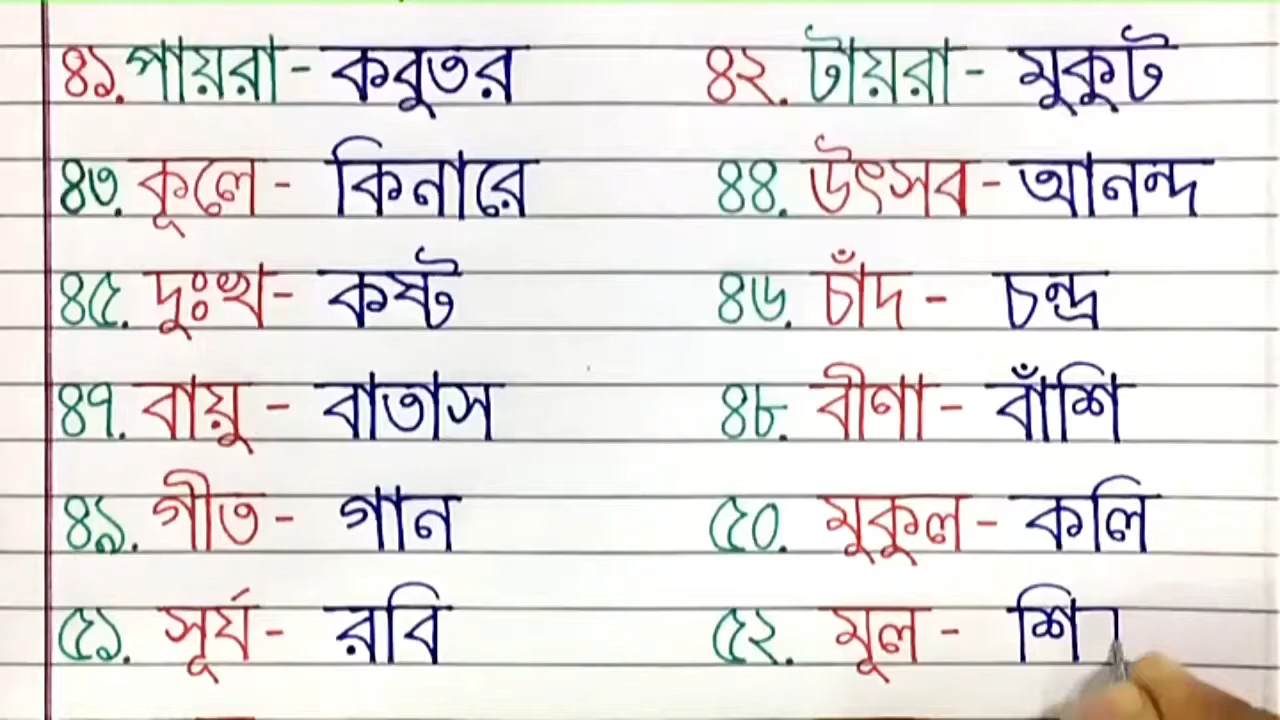 ৪১. পায়রা - কবুতর ৪২. টায়রা - মুকুট
৪৩. কূলে - কিনারে ৪৪. উৎসব - আনন্দ
৪৫. দুঃখ - কষ্ট ৪৬. চাঁদ - চন্দ্র
৪৭. বায়ু - বাতাস ৪৮. বীণা - বাঁশি
৪৯. গীত - গান ৫০. মুকুল - কলি
৫১. সূর্য - রবি ৫২. মূল - শি